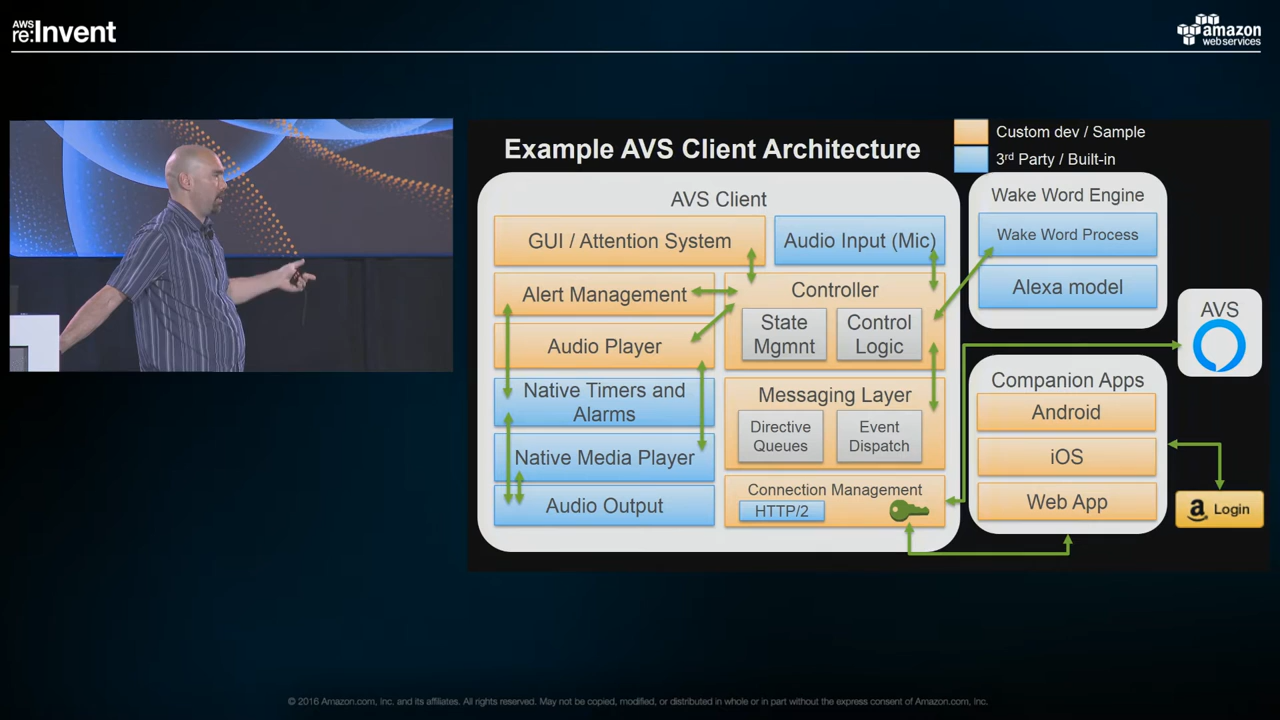 AWS
re:Invent
amazon
web services
Example AVS Client Architecture
Custom dev / Sample
3rd Party / Built-in
AVS Client
GUI / Attention System
Audio Input (Mic)
Alert Management
Audio Player
Native Timers and
Alarms
Native Media Player
Audio Output
Controller
State
Mgmnt
Control
Logic
Messaging Layer
Directive
Queues
Event
Dispatch
Connection Management
HTTP/2
Wake Word Engine
Wake Word Process
Alexa model
AVS
Companion Apps
Android
iOS
Web App
a Login
© 2016 Amazon.com, Inc. and its affiliates. All rights reserved. May not be copied, modified, or distributed in whole or in part without the express consent of Amazon.com, Inc.